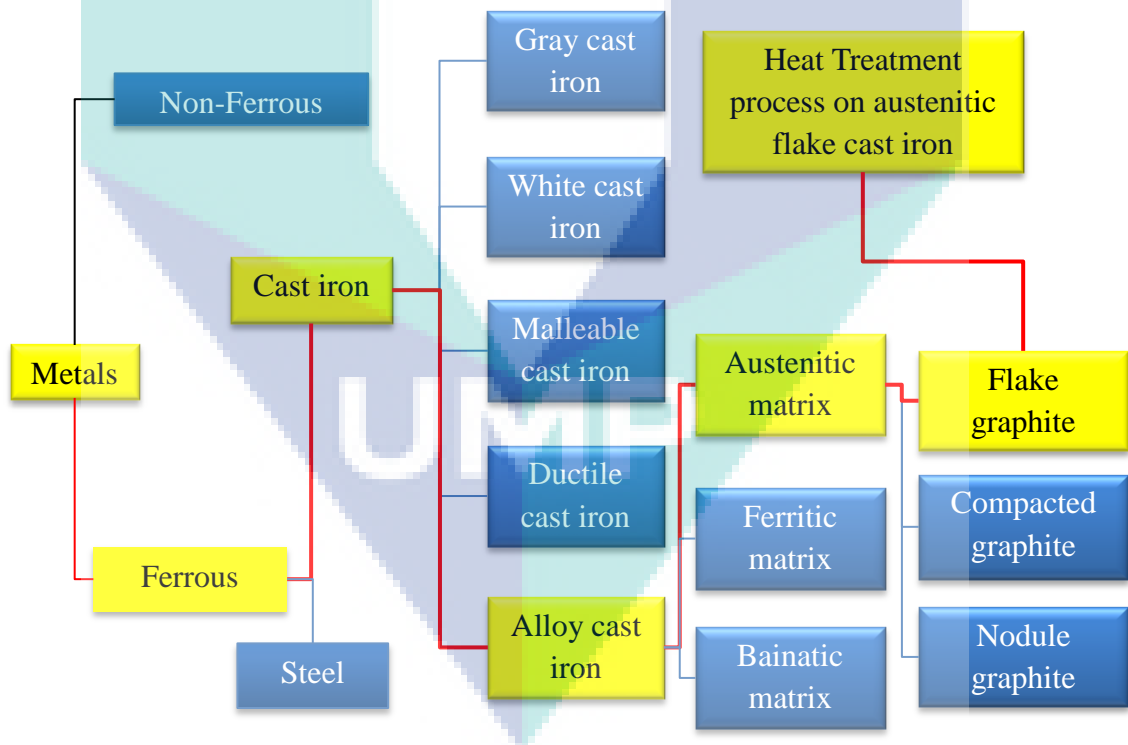 Gray cast
iron
Heat Treatment
process on austenitic
flake cast iron
Non-Ferrous
White cast
iron
Cast iron
Malleable
cast iron
Metals
Austenitic
matrix
Flake
graphite
UMP
Ductile
cast iron
Ferritic
matrix
Compacted
graphite
Ferrous
Alloy cast
iron
Steel
Bainatic matrix
Nodule
graphite